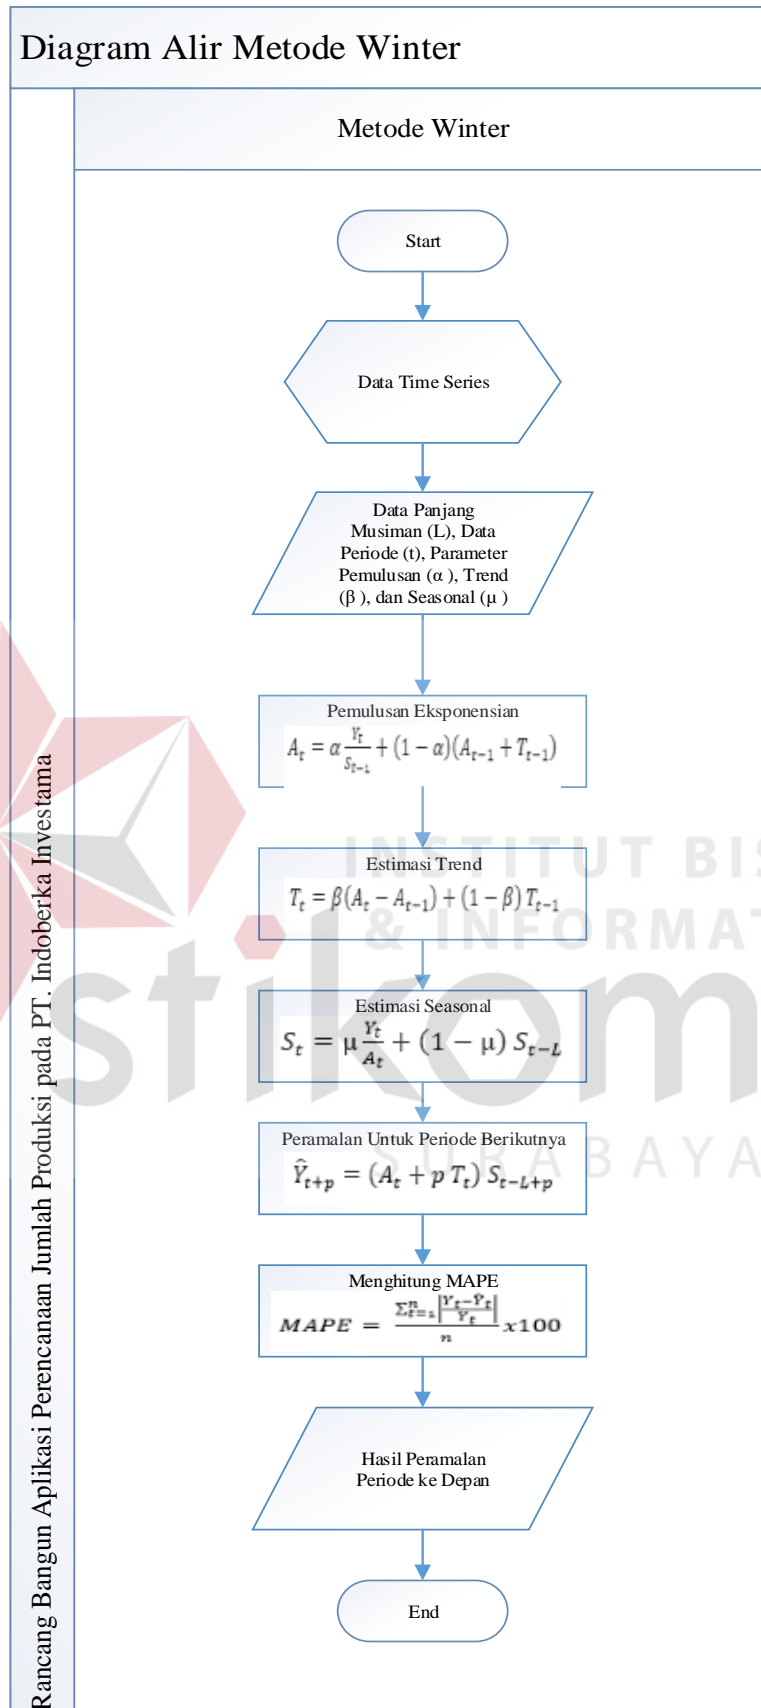 Diagram Alir Metode Winter
Metode Winter
Rancang Bangun Aplikasi Perencanaan Jumlah Produksi pada PT. Indoberka Investama
Start
Data Time Series
Data Panjang
Musiman (L), Data
Periode (t), Parameter
Pemulusan (α ), Trend
(β ), dan Seasonal (μ )
Pemulusan Eksponensian
A_t = α Y_t/S_{t-1} + (1 − α)(A_{t-1} + T_{t-1})
Estimasi Trend
T_t = β(A_t − A_{t-1}) + (1 − β) T_{t-1}
Estimasi Seasonal
S_t = μ Y_t/A_t + (1 − μ) S_{t-L}
Peramalan Untuk Periode Berikutnya
Ŷ_{t+p} = (A_t + p T_t) S_{t-L+p}
Menghitung MAPE
MAPE = Σ_{t=1}^n |Y_t − Ŷ_t / Y_t| / n x100
Hasil Peramalan
Periode ke Depan
End
INSTITUT BIS
& INFORMAT
stikom
SURABAYA